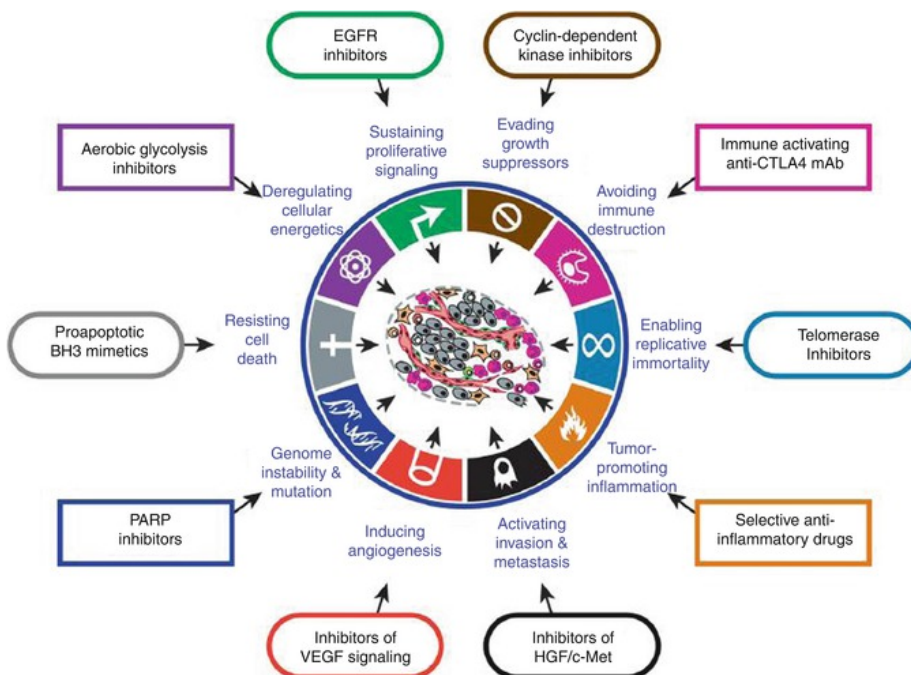 EGFR
inhibitors
Cyclin-dependent
kinase inhibitors
Aerobic glycolysis
inhibitors
Sustaining
proliferative
signaling
Evading
growth
suppressors
Immune activating
anti-CTLA4 mAb
Deregulating
cellular
energetics
Avoiding
immune
destruction
Proapoptotic
BH3 mimetics
Resisting
cell
death
Enabling
replicative
immortality
Telomerase
Inhibitors
Genome
instability &
mutation
Tumor-
promoting
inflammation
PARP
inhibitors
Inducing
angiogenesis
Activating
invasion &
metastasis
Selective anti-
inflammatory drugs
Inhibitors of
VEGF signaling
Inhibitors of
HGF/c-Met